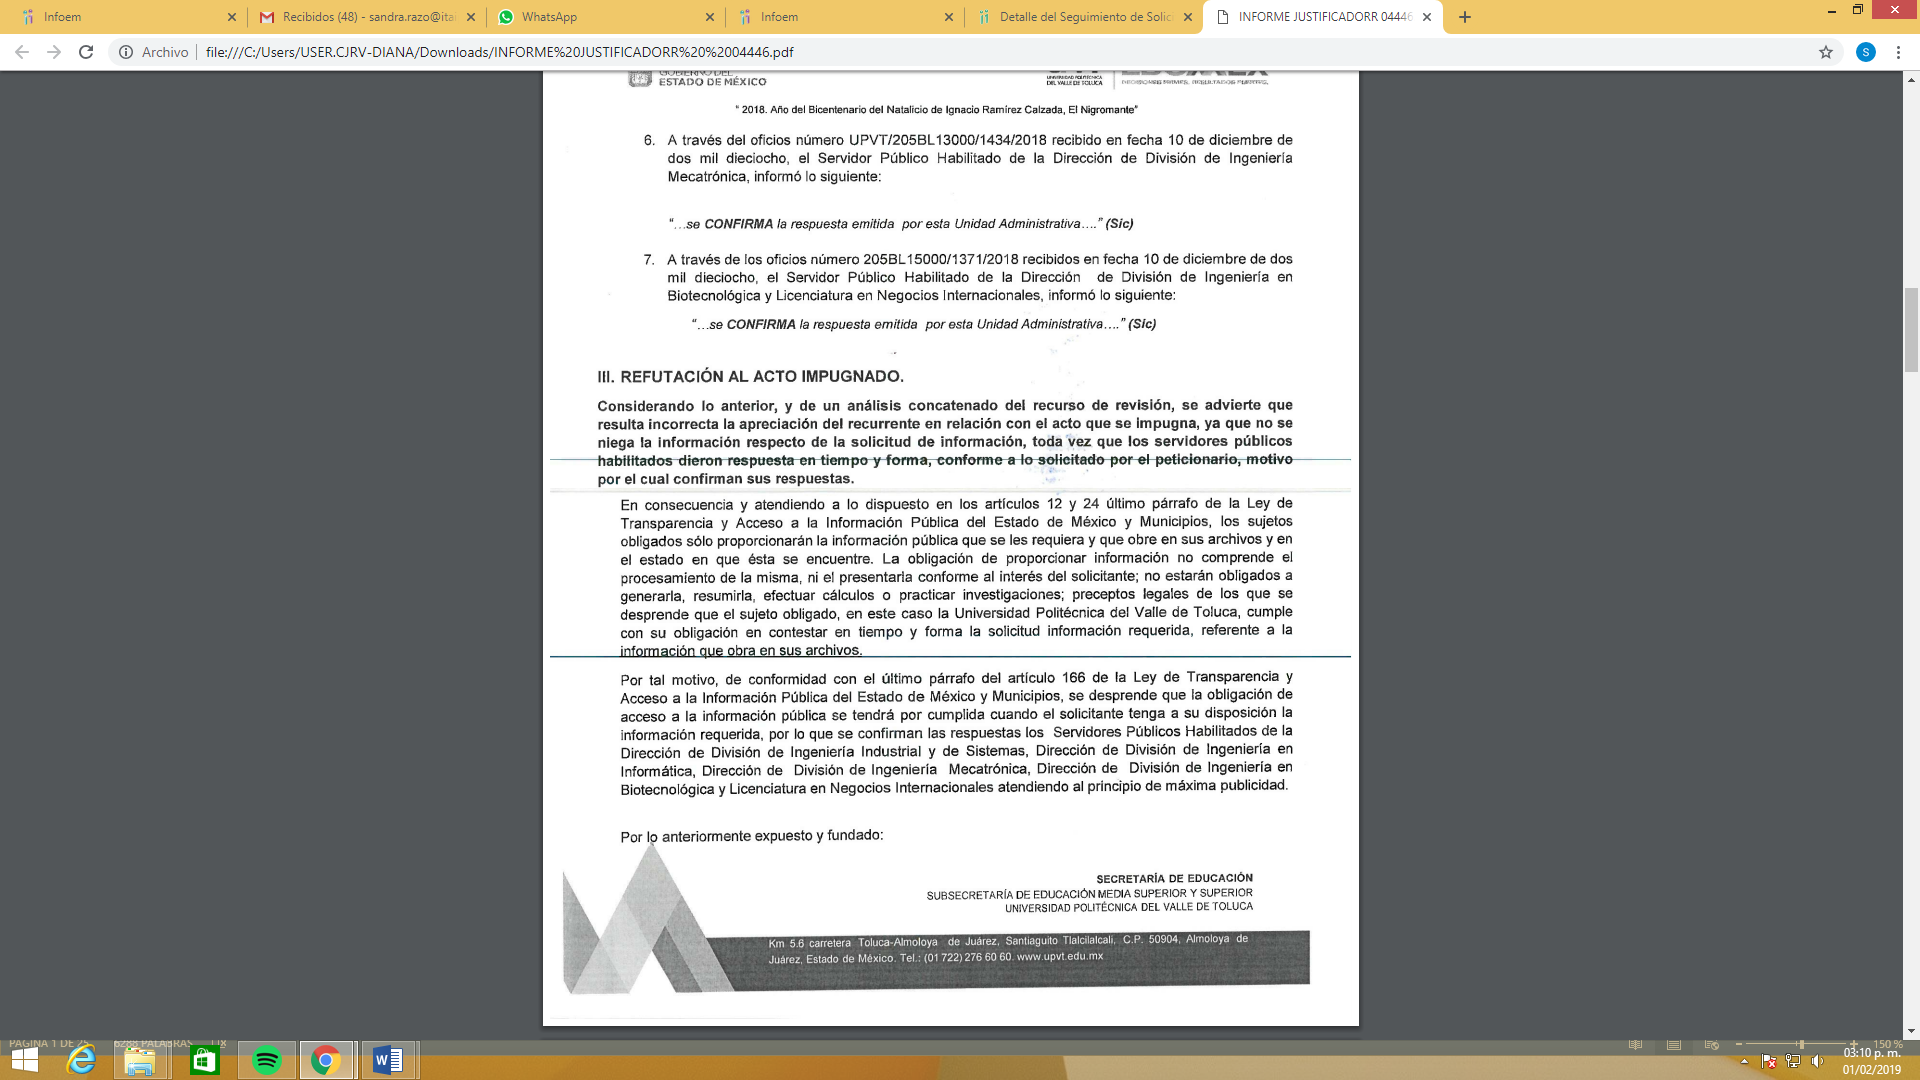 Infoem
Recibidos (48) - sandra.razo@ita
WhatsApp
Infoem
Detalle del Seguimiento de Solic
INFORME JUSTIFICADORR 04446
Archivo
file:///C:/Users/USER.CJRV-DIANA/Downloads/INFORME%20JUSTIFICADORR%20%2004446.pdf
S
GOBIERNO DEL
ESTADO DE MÉXICO
UNIVERSIDAD POLITÉCNICA
DEL VALLE DE TOLUCA
EDOMEX
DECISIONES FIRMES, RESULTADOS FUERTES.
“ 2018. Año del Bicentenario del Natalicio de Ignacio Ramírez Calzada, El Nigromante”
6. A través del oficios número UPVT/205BL13000/1434/2018 recibido en fecha 10 de diciembre de
dos mil dieciocho, el Servidor Público Habilitado de la Dirección de División de Ingeniería
Mecatrónica, informó lo siguiente:
“…se CONFIRMA la respuesta emitida por esta Unidad Administrativa….” (Sic)
7. A través de los oficios número 205BL15000/1371/2018 recibidos en fecha 10 de diciembre de dos
mil dieciocho, el Servidor Público Habilitado de la Dirección de División de Ingeniería en
Biotecnológica y Licenciatura en Negocios Internacionales, informó lo siguiente:
“…se CONFIRMA la respuesta emitida por esta Unidad Administrativa….” (Sic)
III. REFUTACIÓN AL ACTO IMPUGNADO.
Considerando lo anterior, y de un análisis concatenado del recurso de revisión, se advierte que
resulta incorrecta la apreciación del recurrente en relación con el acto que se impugna, ya que no se
niega la información respecto de la solicitud de información, toda vez que los servidores públicos
habilitados dieron respuesta en tiempo y forma, conforme a lo solicitado por el peticionario, motivo
por el cual confirman sus respuestas.
En consecuencia y atendiendo a lo dispuesto en los artículos 12 y 24 último párrafo de la Ley de
Transparencia y Acceso a la Información Pública del Estado de México y Municipios, los sujetos
obligados sólo proporcionarán la información pública que se les requiera y que obre en sus archivos y en
el estado en que ésta se encuentre. La obligación de proporcionar información no comprende el
procesamiento de la misma, ni el presentarla conforme al interés del solicitante; no estarán obligados a
generarla, resumirla, efectuar cálculos o practicar investigaciones; preceptos legales de los que se
desprende que el sujeto obligado, en este caso la Universidad Politécnica del Valle de Toluca, cumple
con su obligación en contestar en tiempo y forma la solicitud información requerida, referente a la
información que obra en sus archivos.
Por tal motivo, de conformidad con el último párrafo del artículo 166 de la Ley de Transparencia y
Acceso a la Información Pública del Estado de México y Municipios, se desprende que la obligación de
acceso a la información pública se tendrá por cumplida cuando el solicitante tenga a su disposición la
información requerida, por lo que se confirman las respuestas los Servidores Públicos Habilitados de la
Dirección de División de Ingeniería Industrial y de Sistemas, Dirección de División de Ingeniería en
Informática, Dirección de División de Ingeniería Mecatrónica, Dirección de División de Ingeniería en
Biotecnológica y Licenciatura en Negocios Internacionales atendiendo al principio de máxima publicidad.
Por lo anteriormente expuesto y fundado:
SECRETARÍA DE EDUCACIÓN
SUBSECRETARÍA DE EDUCACIÓN MEDIA SUPERIOR Y SUPERIOR
UNIVERSIDAD POLITÉCNICA DEL VALLE DE TOLUCA
Km 5.6 carretera Toluca-Almoloya de Juárez, Santiaguito Tlalcilalcali, C.P. 50904, Almoloya de
Juárez, Estado de México. Tel.: (01 722) 276 60 60. www.upvt.edu.mx
PÁGINA 1 DE 25 6288 PALABRAS
150 %
03:10 p. m.
01/02/2019